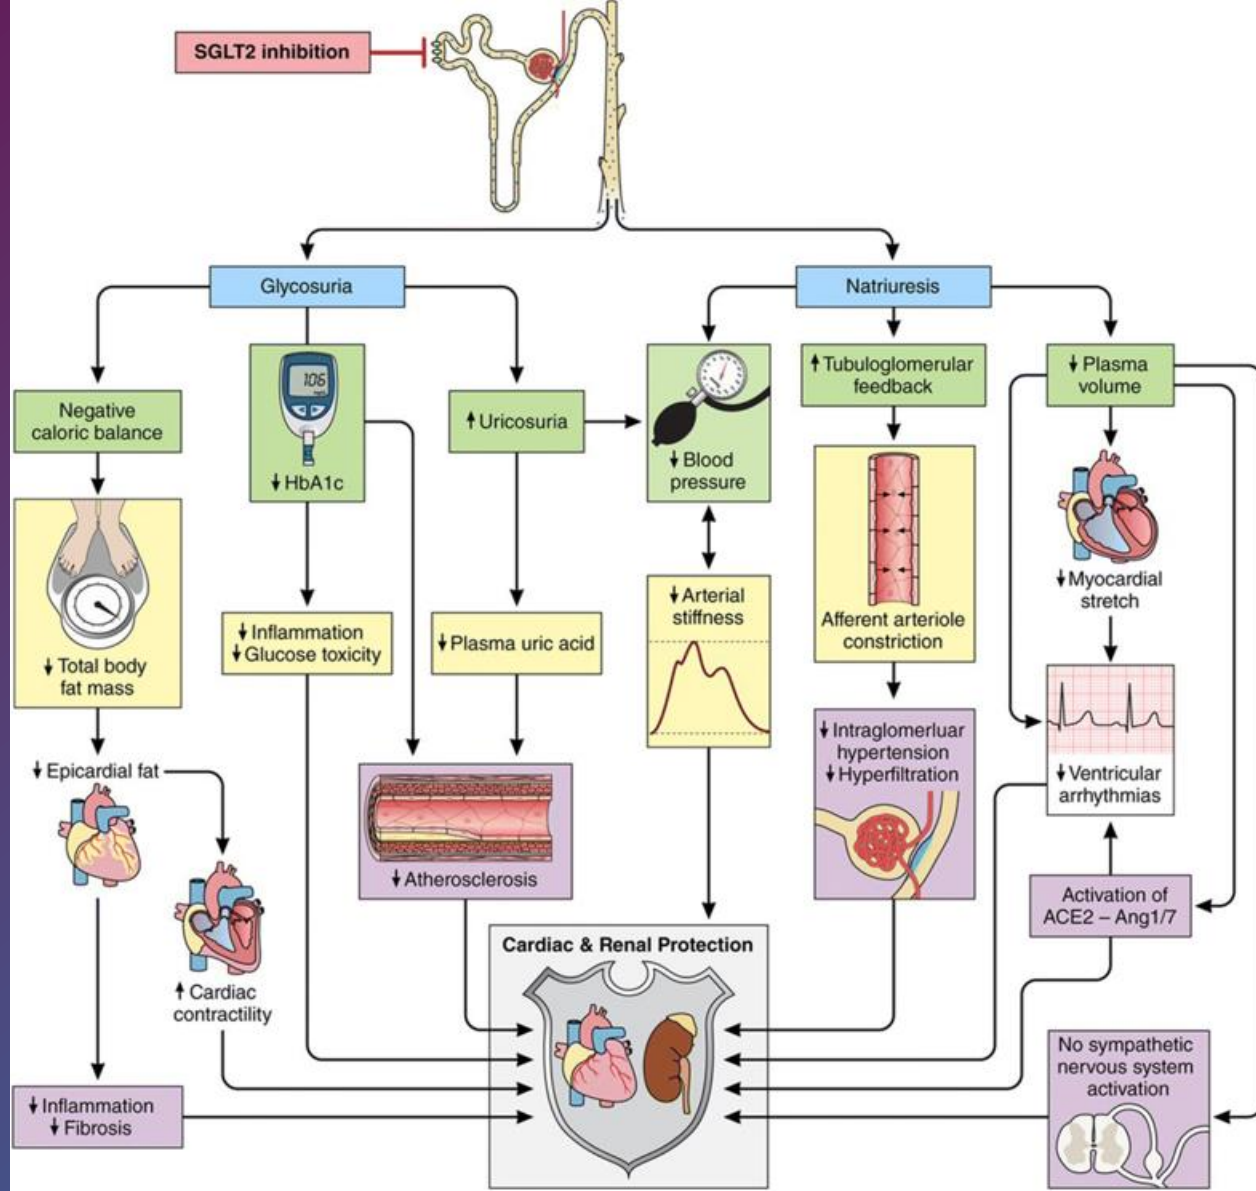 SGLT2 inhibition
Glycosuria
Natriuresis
Negative
caloric balance
106
↓ HbA1c
↑ Uricosuria
↓ Blood
pressure
↑ Tubuloglomerular
feedback
↓ Plasma
volume
↓ Total body
fat mass
↓ Inflammation
↓ Glucose toxicity
↓ Plasma uric acid
↓ Arterial
stiffness
Afferent arteriole
constriction
↓ Myocardial
stretch
↓ Epicardial fat
↑ Cardiac
contractility
↓ Atherosclerosis
↓ Intraglomerluar
hypertension
↓ Hyperfiltration
↓ Ventricular
arrhythmias
Activation of
ACE2 – Ang1/7
Cardiac & Renal Protection
↓ Inflammation
↓ Fibrosis
No sympathetic
nervous system
activation